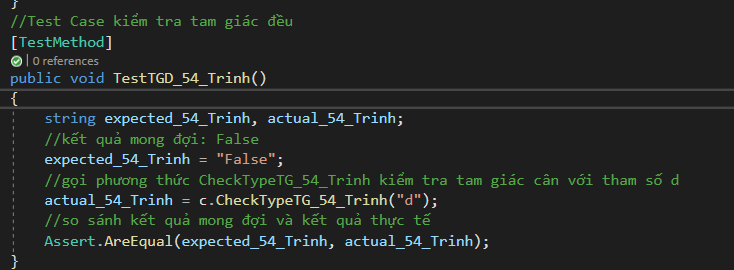 }
//Test Case kiểm tra tam giác đều
[TestMethod]
| 0 references
public void TestTGD_54_Trinh()
{
string expected_54_Trinh, actual_54_Trinh;
//kết quả mong đợi: False
expected_54_Trinh = "False";
//gọi phương thức CheckTypeTG_54_Trinh kiểm tra tam giác cân với tham số d
actual_54_Trinh = c.CheckTypeTG_54_Trinh("d");
//so sánh kết quả mong đợi và kết quả thực tế
Assert.AreEqual(expected_54_Trinh, actual_54_Trinh);
}